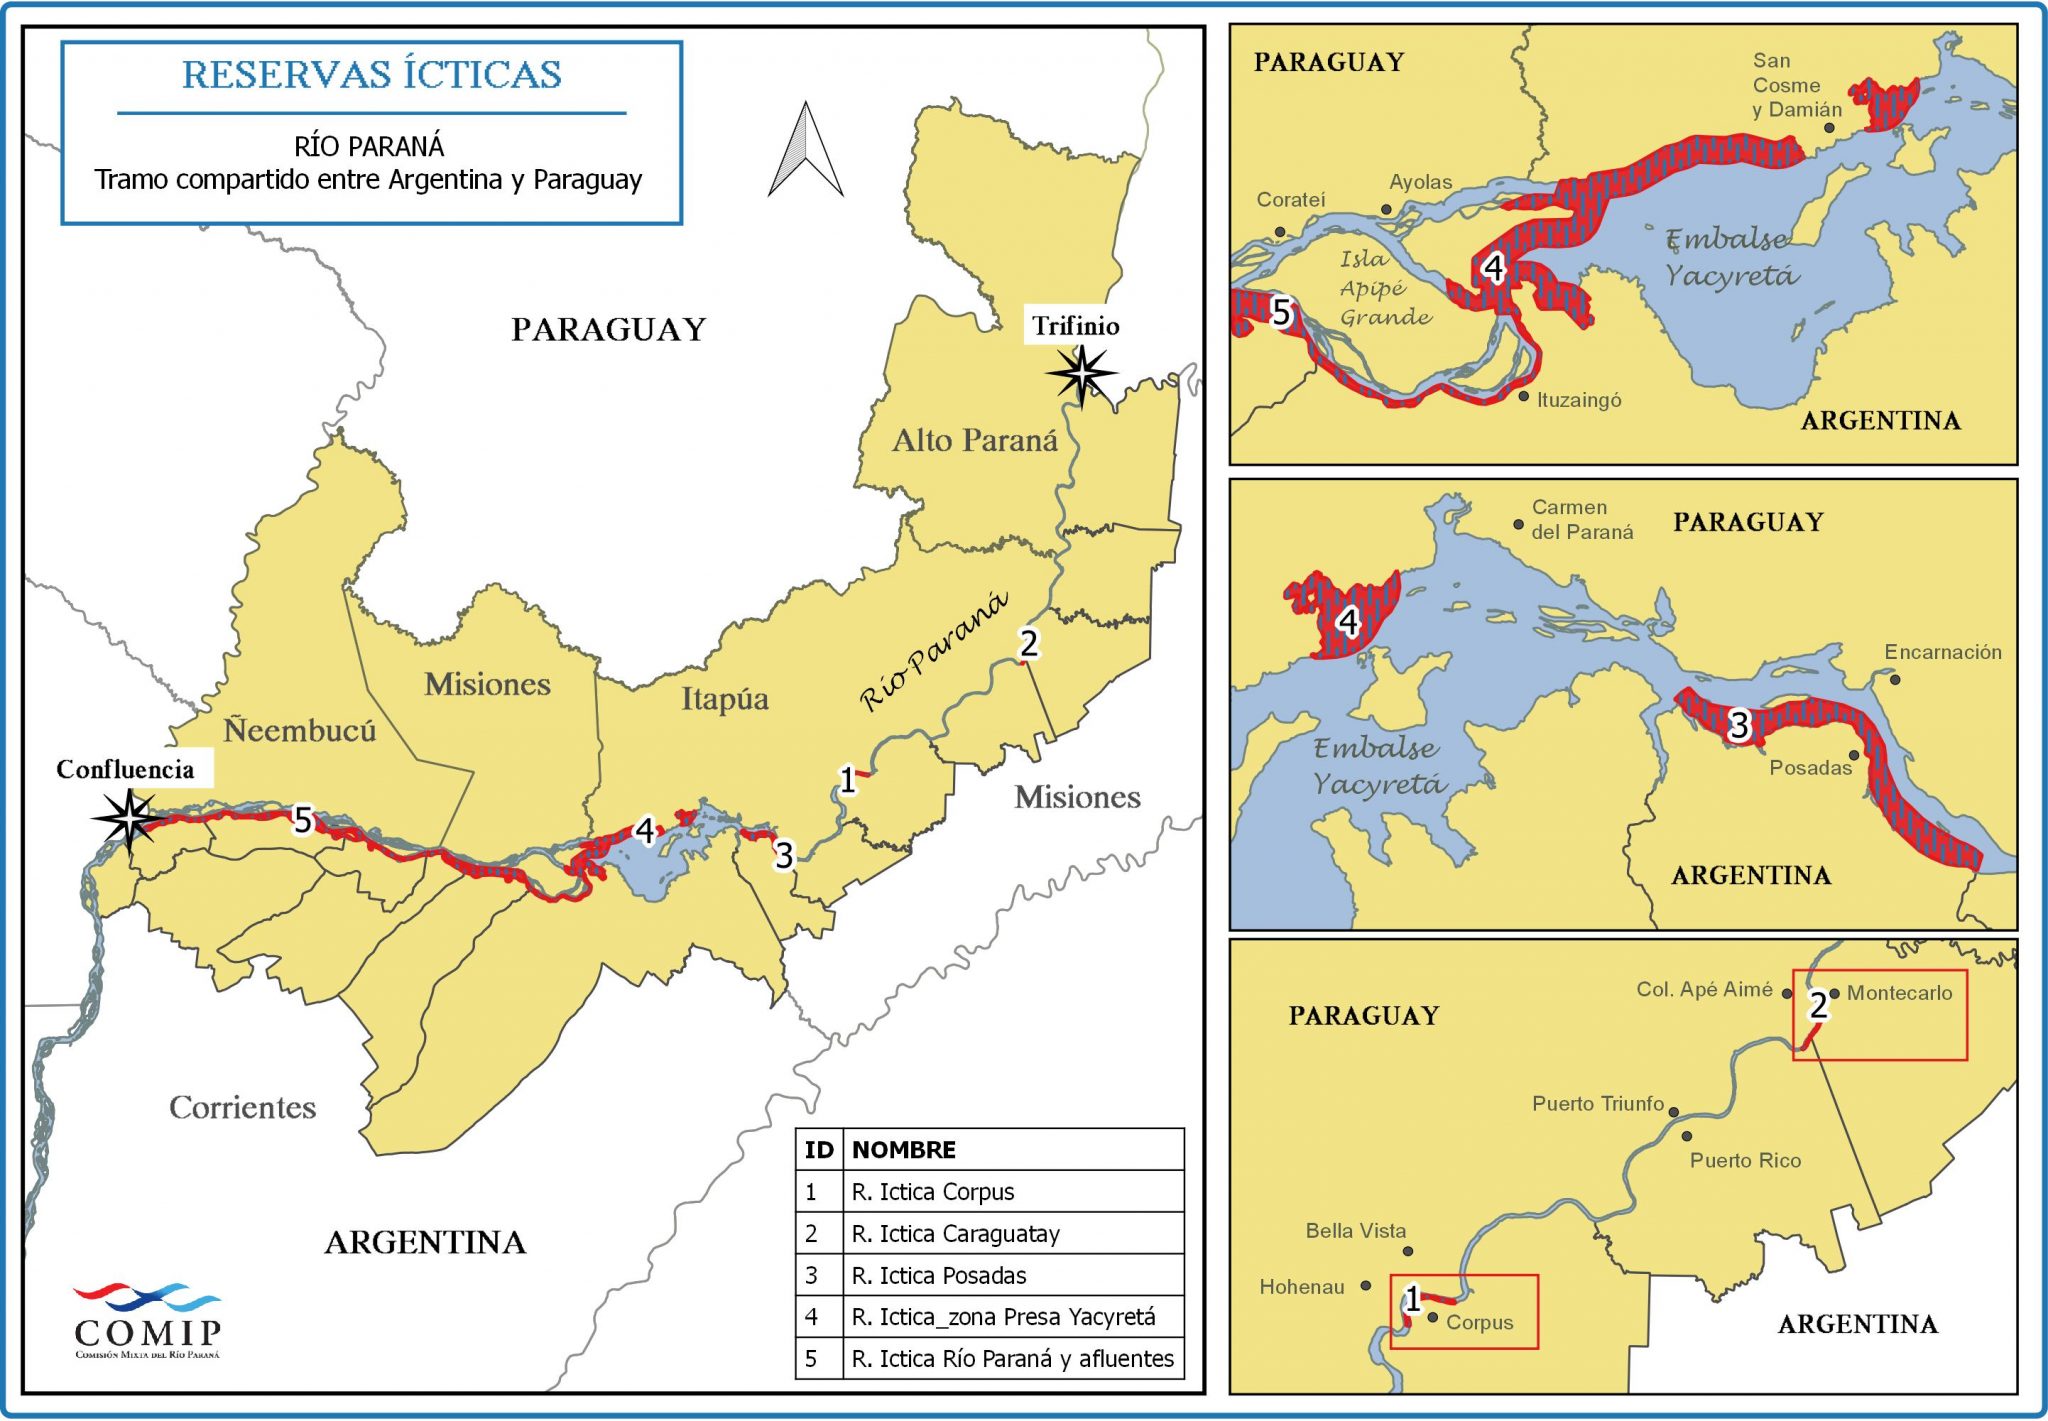 RESERVAS ÍCTICAS
RÍO PARANÁ
Tramo compartido entre Argentina y Paraguay
PARAGUAY
Trifinio
Alto Paraná
Río Paraná
2
Misiones
Itapúa
Ñeembucú
Confluencia
1
Misiones
5
4
3
Corrientes
ARGENTINA
COMIP
COMISIÓN MIXTA DEL RÍO PARANÁ
ID NOMBRE
1 R. Ictica Corpus
2 R. Ictica Caraguatay
3 R. Ictica Posadas
4 R. Ictica_zona Presa Yacyretá
5 R. Ictica Río Paraná y afluentes
PARAGUAY
San
Cosme
y Damián
Ayolas
Corateí
Isla
Apipé
Grande
4
Embalse
Yacyretá
5
Ituzaingó
ARGENTINA
Carmen
del Paraná
PARAGUAY
4
Encarnación
3
Embalse
Yacyretá
Posadas
ARGENTINA
Col. Apé Aimé
2
Montecarlo
PARAGUAY
Puerto Triunfo
Puerto Rico
Bella Vista
Hohenau
1
Corpus
ARGENTINA